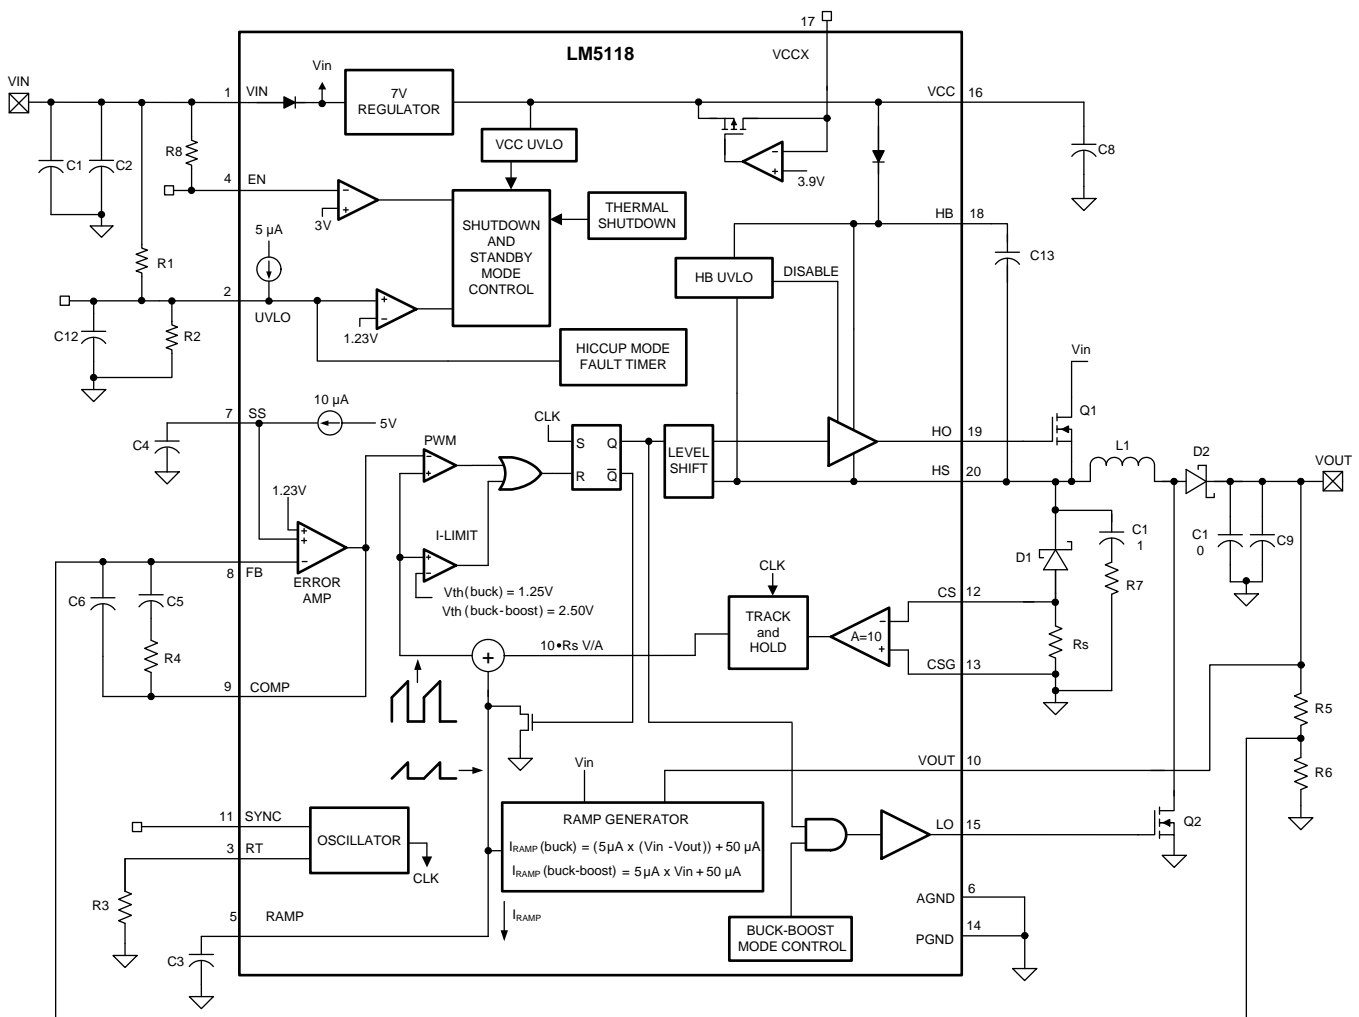 17
LM5118
VCCX
VIN
1
VIN
Vin
7V
REGULATOR
VCC
16
R8
C1
C2
VCC UVLO
C8
4
EN
3V
SHUTDOWN
AND
STANDBY
MODE
CONTROL
THERMAL
SHUTDOWN
−
+
3.9V
HB
18
R1
5 µA
C13
HB UVLO
DISABLE
2
UVLO
1.23V
C12
R2
HICCUP MODE
FAULT TIMER
Vin
7
SS
10 µA
5V
C4
CLK
PWM
S
Q
R
Q̅
LEVEL
SHIFT
HO
19
Q1
HS
20
L1
D2
VOUT
1.23V
+
+
−
ERROR
AMP
I-LIMIT
Vth(buck) = 1.25V
Vth(buck-boost) = 2.50V
C1
1
C1
0
C9
D1
R7
8
FB
C6
C5
CLK
TRACK
and
HOLD
A=10
−
+
CS
12
Rs
R4
+
10•Rs V/A
CSG
13
9
COMP
R5
VOUT
10
R6
Vin
RAMP GENERATOR
I RAMP (buck) = (5µA x (Vin - Vout)) + 50 µA
I RAMP (buck-boost) = 5µA x Vin + 50 µA
11
SYNC
OSCILLATOR
3
RT
CLK
LO
15
Q2
R3
5
RAMP
I RAMP
C3
BUCK-BOOST
MODE CONTROL
AGND
6
PGND
14